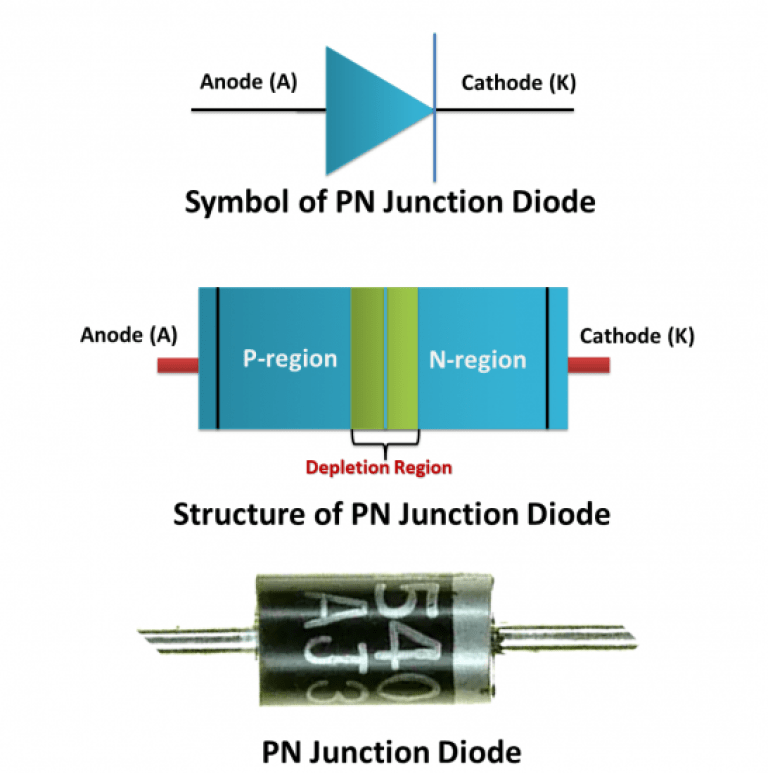 Anode (A)
Cathode (K)
Symbol of PN Junction Diode
Anode (A)
Cathode (K)
P-region
N-region
Depletion Region
Structure of PN Junction Diode
540
AJ3
PN Junction Diode